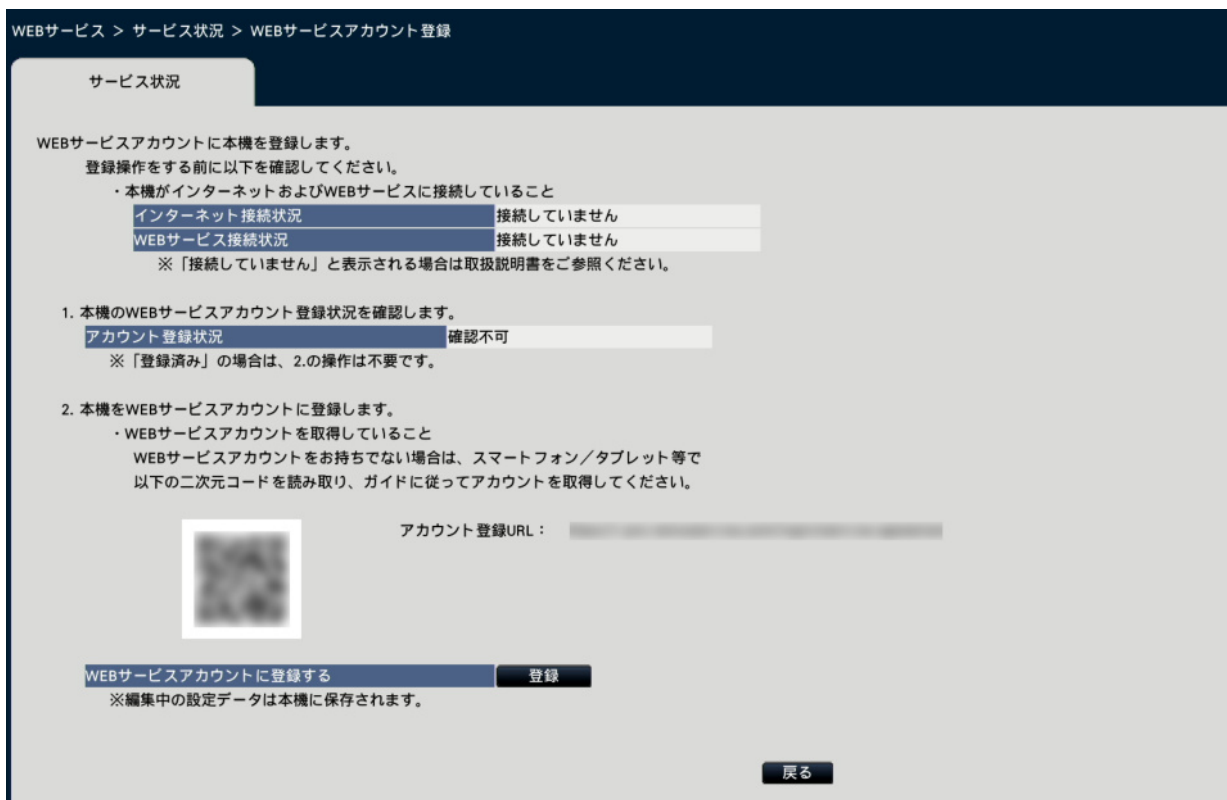 WEBサービス > サービス状況 > WEBサービスアカウント登録
サービス状況
WEBサービスアカウントに本機を登録します。
登録操作をする前に以下を確認してください。
・本機がインターネットおよびWEBサービスに接続していること
インターネット接続状況 接続していません
WEBサービス接続状況 接続していません
※「接続していません」と表示される場合は取扱説明書をご参照ください。
1. 本機のWEBサービスアカウント登録状況を確認します。
アカウント登録状況 確認不可
※「登録済み」の場合は、2.の操作は不要です。
2. 本機をWEBサービスアカウントに登録します。
・WEBサービスアカウントを取得していること
WEBサービスアカウントをお持ちでない場合は、スマートフォン／タブレット等で
以下の二次元コードを読み取り、ガイドに従ってアカウントを取得してください。
アカウント登録URL：
WEBサービスアカウントに登録する 登録
※編集中の設定データは本機に保存されます。
戻る